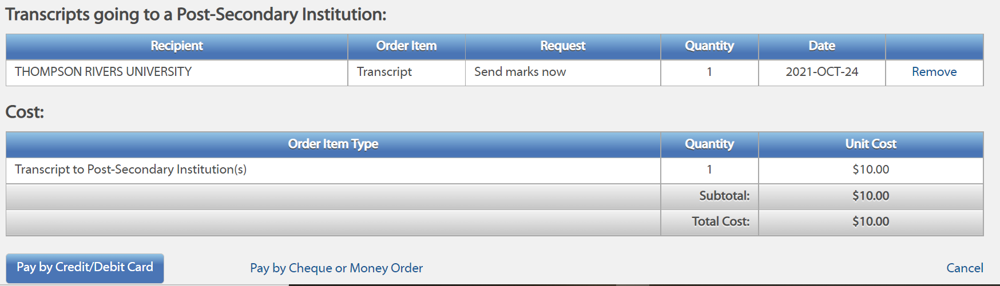 Transcripts going to a Post-Secondary Institution:
Recipient Order Item Request Quantity Date
THOMPSON RIVERS UNIVERSITY Transcript Send marks now 1 2021-OCT-24 Remove
Cost:
Order Item Type Quantity Unit Cost
Transcript to Post-Secondary Institution(s) 1 $10.00
Subtotal: $10.00
Total Cost: $10.00
Pay by Credit/Debit Card Pay by Cheque or Money Order Cancel